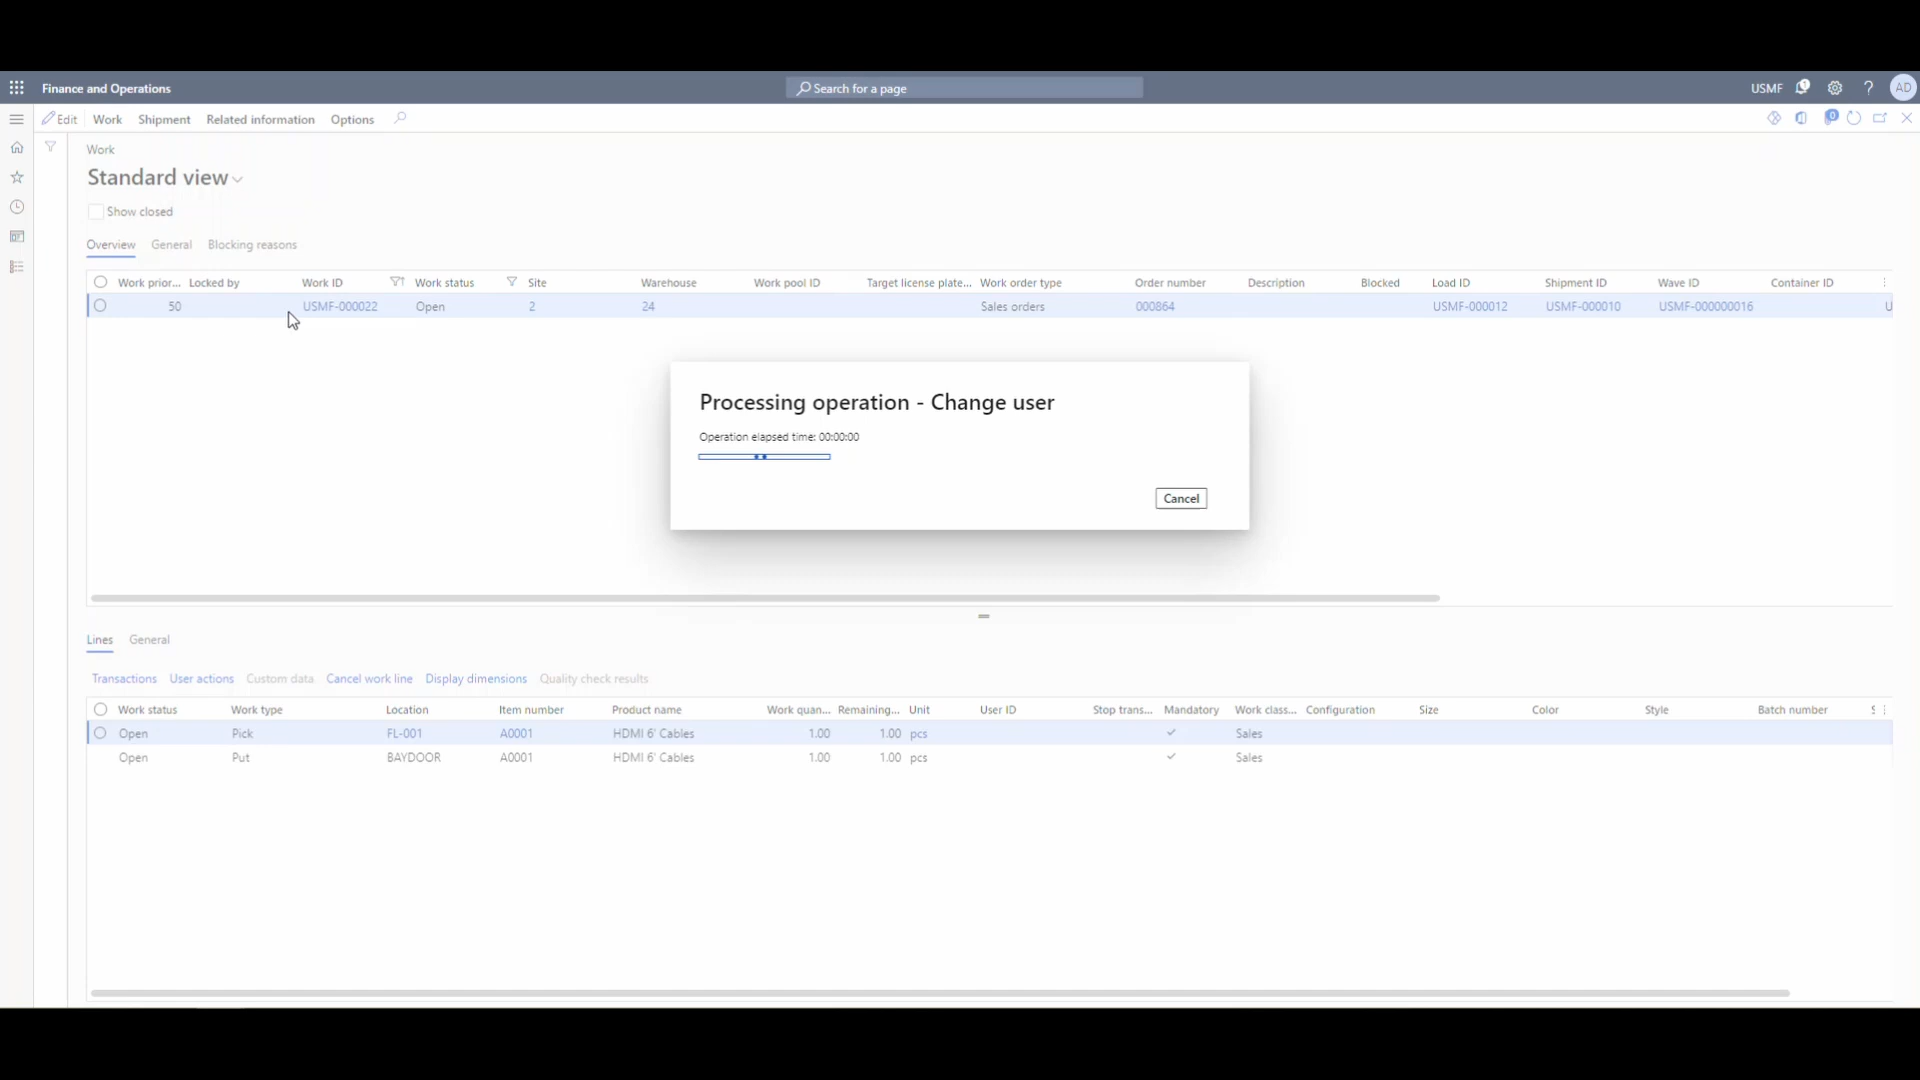 Finance and Operations
Search for a page
USMF
?
AD
Edit Work Shipment Related information Options
0
Work
Standard view
Show closed
Overview General Blocking reasons
Work prior... Locked by Work ID Work status Site Warehouse Work pool ID Target license plate... Work order type Order number Description Blocked Load ID Shipment ID Wave ID Container ID
50 USMF-000022 Open 2 24 Sales orders 000864 USMF-000012 USMF-000010 USMF-000000016 U
Processing operation - Change user
Operation elapsed time: 00:00:00
Cancel
Lines General
Transactions User actions Custom data Cancel work line Display dimensions Quality check results
Work status Work type Location Item number Product name Work quan... Remaining... Unit User ID Stop trans... Mandatory Work class... Configuration Size Color Style Batch number
Open Pick FL-001 A0001 HDMI 6' Cables 1.00 1.00 pcs Sales
Open Put BAYDOOR A0001 HDMI 6' Cables 1.00 1.00 pcs Sales